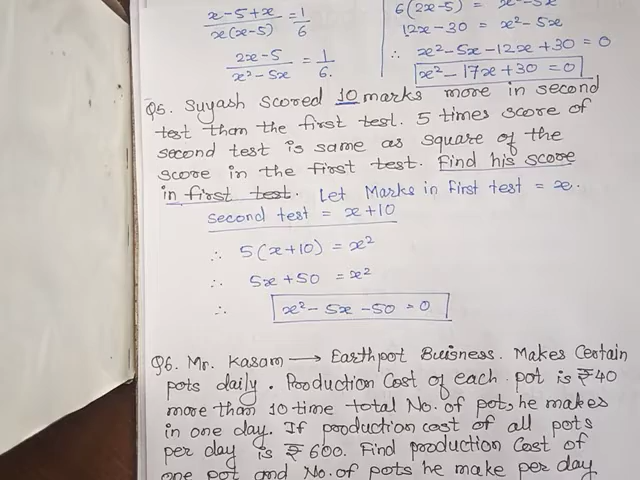 x-5+x / x(x-5) = 1/6
2x-5 / x²-5x = 1/6.
12x-30 = x²-5x
∴ x²-5x-12x+30 = 0
x²-17x+30 = 0
Q5. Suyash scored 10 marks more in second
test than the first test. 5 times score of
second test is same as square of the
score in the first test. Find his score
in first test. Let Marks in first test = x.
second test = x+10
∴ 5(x+10) = x²
∴ 5x+50 = x²
∴ x²-5x-50 = 0
Q6. Mr. Kasam → Earthpot Buisness. Makes Certain
pots daily. Production Cost of each pot is ₹40
more than 10 time total No. of pots, he makes
in one day. If production cost of all pots
per day is ₹ 600. Find production Cost of
one pot and No. of pots he make per day